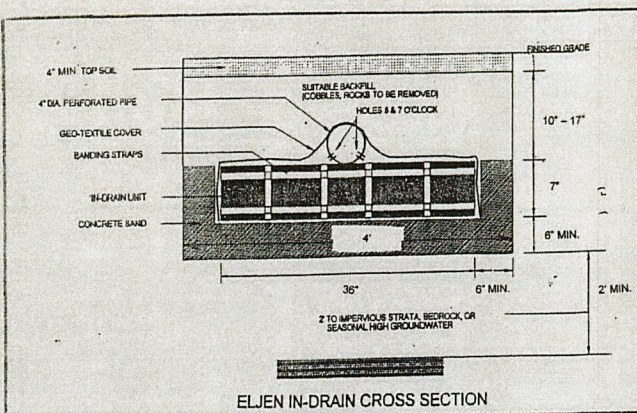 FINISHED GRADE
4" MIN. TOP SOIL
SUITABLE BACKFILL
(COBBLES, ROCKS TO BE REMOVED)
4" DIA. PERFORATED PIPE
HOLES 5 & 7 O'CLOCK
10" - 17"
GEO-TEXTILE COVER
BANDING STRAPS
IN-DRAIN UNIT
7"
CONCRETE SAND
4'
6" MIN.
36"
6" MIN.
2' MIN.
2' TO IMPERVIOUS STRATA, BEDROCK, OR
SEASONAL HIGH GROUNDWATER
ELJEN IN-DRAIN CROSS SECTION